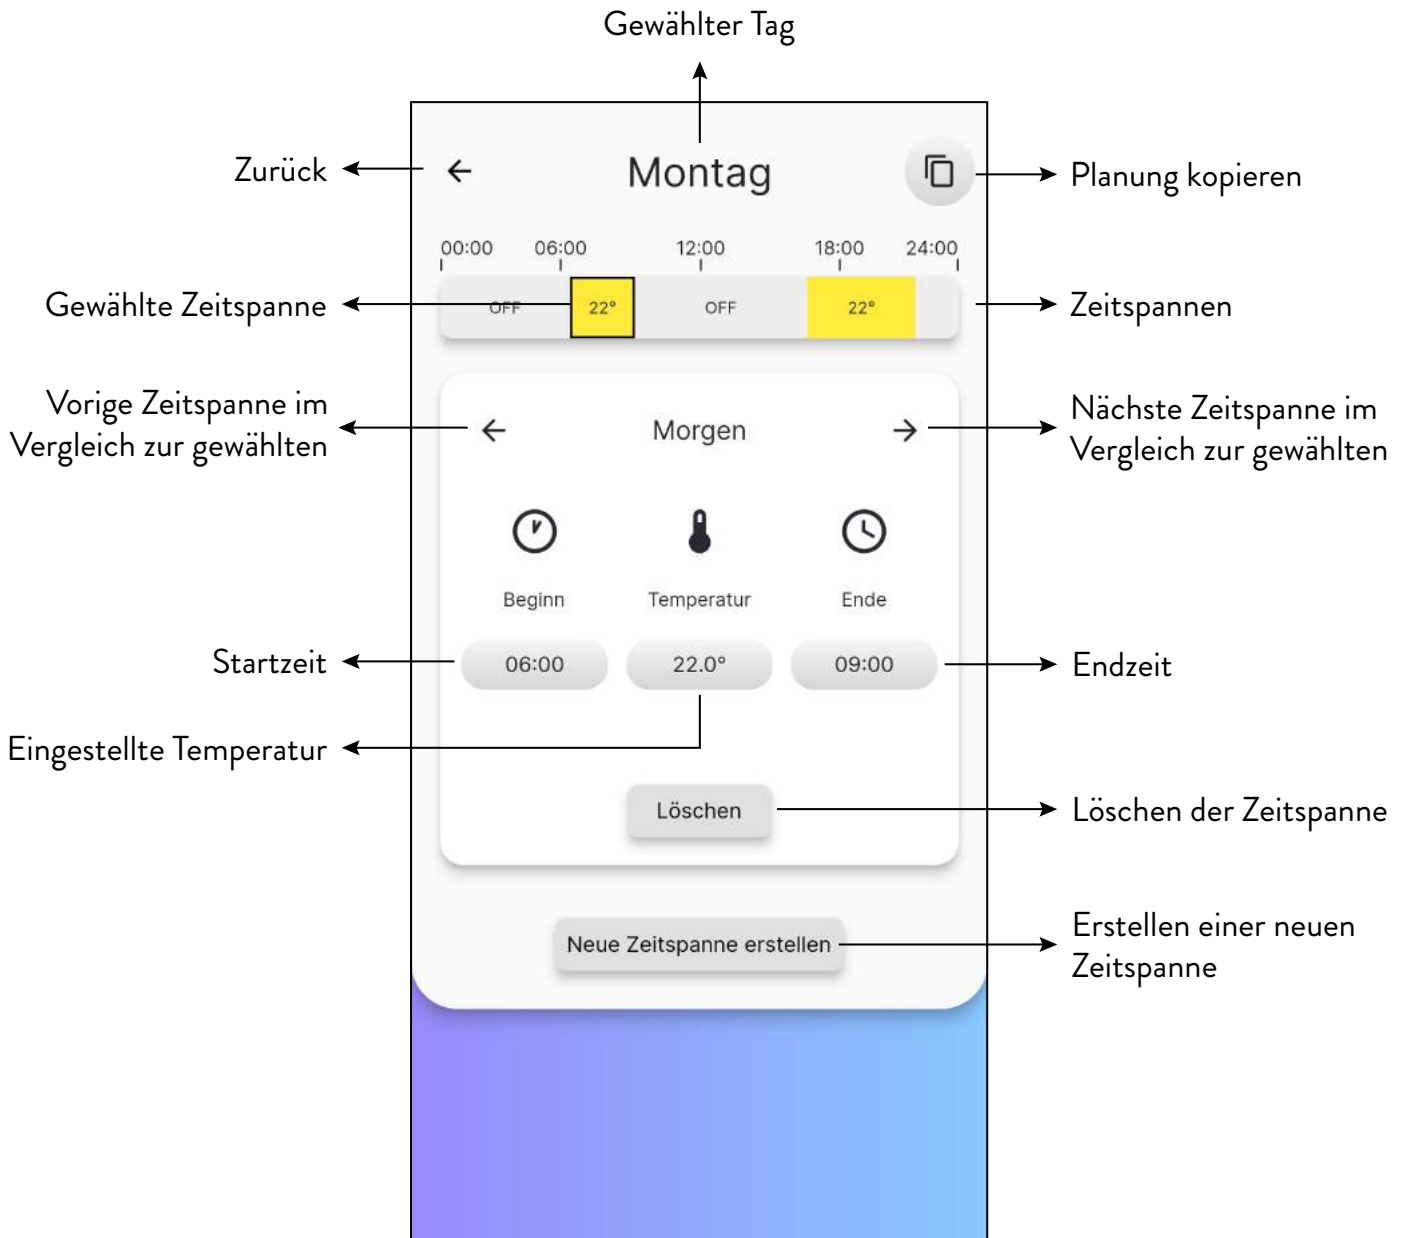 Gewählter Tag
Zurück
Montag
Planung kopieren
00:00 06:00 12:00 18:00 24:00
Gewählte Zeitspanne
OFF 22° OFF 22°
Zeitspannen
Vorige Zeitspanne im
Vergleich zur gewählten
Morgen
Nächste Zeitspanne im
Vergleich zur gewählten
Beginn Temperatur Ende
Startzeit
06:00 22.0° 09:00
Endzeit
Eingestellte Temperatur
Löschen
Löschen der Zeitspanne
Neue Zeitspanne erstellen
Erstellen einer neuen
Zeitspanne